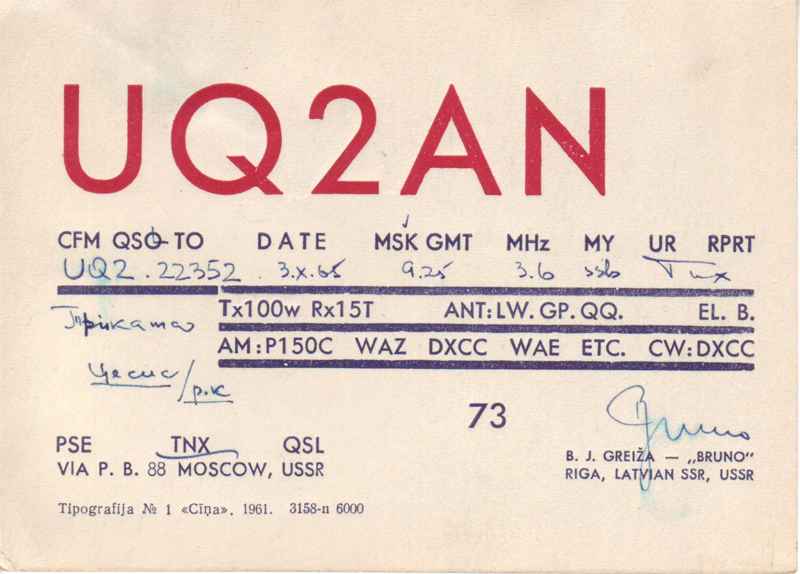 UQ2AN
CFM QSO TO DATE MSK GMT MHz MY UR RPRT
UQ2.22352 3.X.65 9.25 3.6 ssb Tnx
Tx100w Rx15T ANT:LW. GP. QQ. EL. B.
AM:P150C WAZ DXCC WAE ETC. CW:DXCC
Цесис/р.к
73
Bruno
PSE TNX QSL
VIA P. B. 88 MOSCOW, USSR
B. J. GREIŽA — „BRUNO"
RIGA, LATVIAN SSR, USSR
Tipografija № 1 «Cīņa», 1961. 3158-n 6000